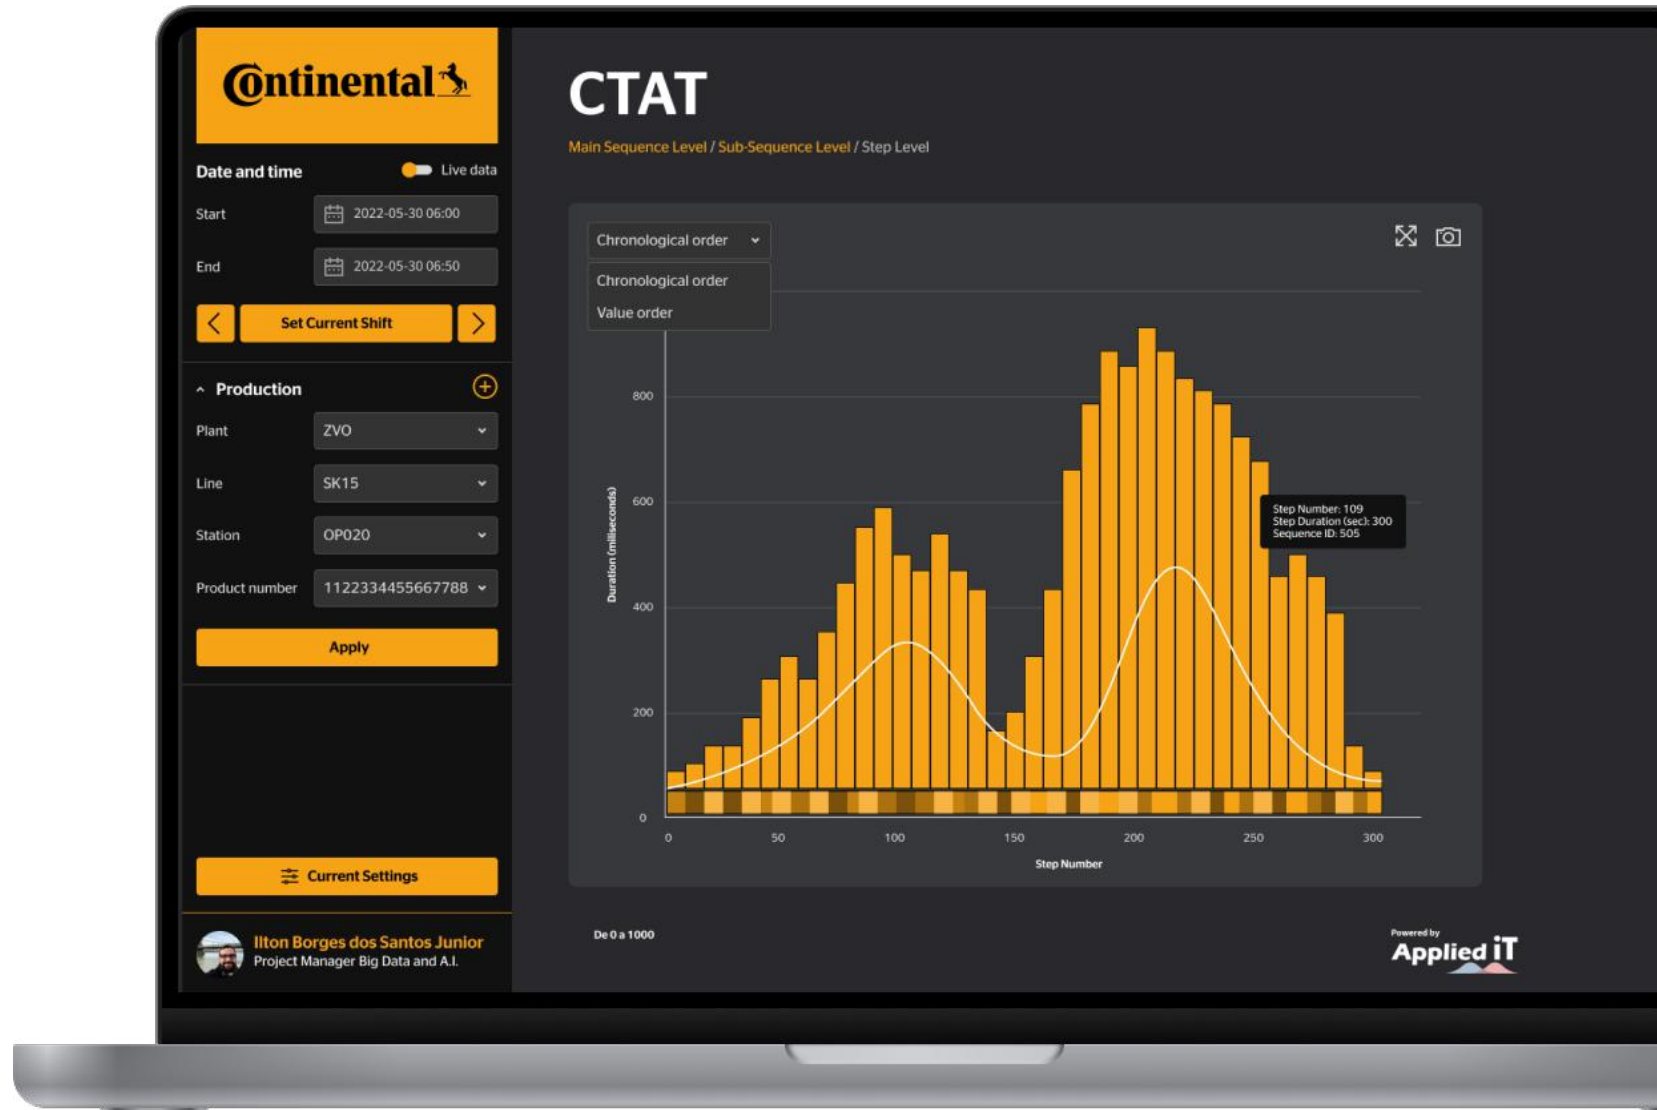 Continental
Date and time
Live data
Start
2022-05-30 06:00
End
2022-05-30 06:50
Set Current Shift
Production
Plant
ZVO
Line
SK15
Station
OP020
Product number
1122334455667788
Apply
Current Settings
Ilton Borges dos Santos Junior
Project Manager Big Data and A.I.
CTAT
Main Sequence Level / Sub-Sequence Level / Step Level
Chronological order
Chronological order
Value order
800
600
400
200
0
Duration (miliseconds)
Step Number: 109
Step Duration (sec): 300
Sequence ID: 505
0 50 100 150 200 250 300
Step Number
De 0 a 1000
Powered by
Applied iT